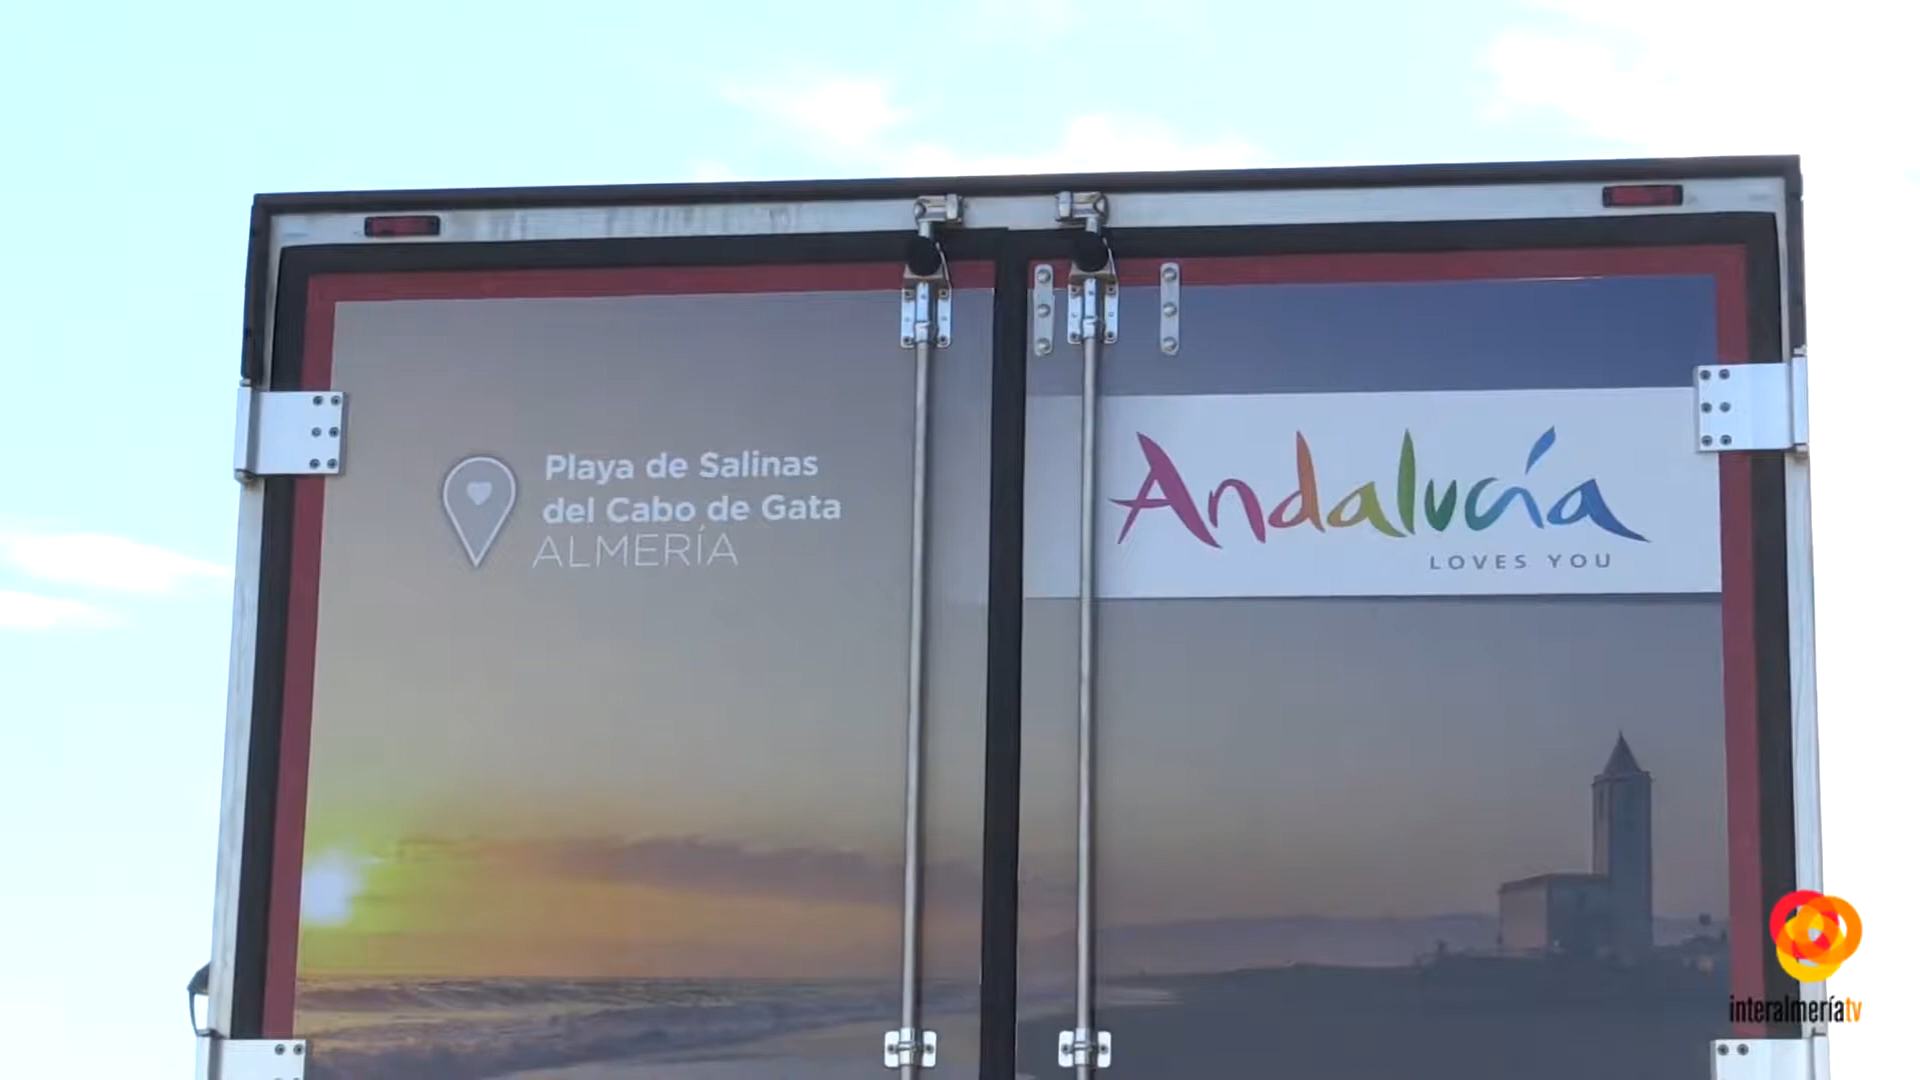 Playa de Salinas
del Cabo de Gata
ALMERÍA
Andalucía
LOVES YOU
interalmeríatv